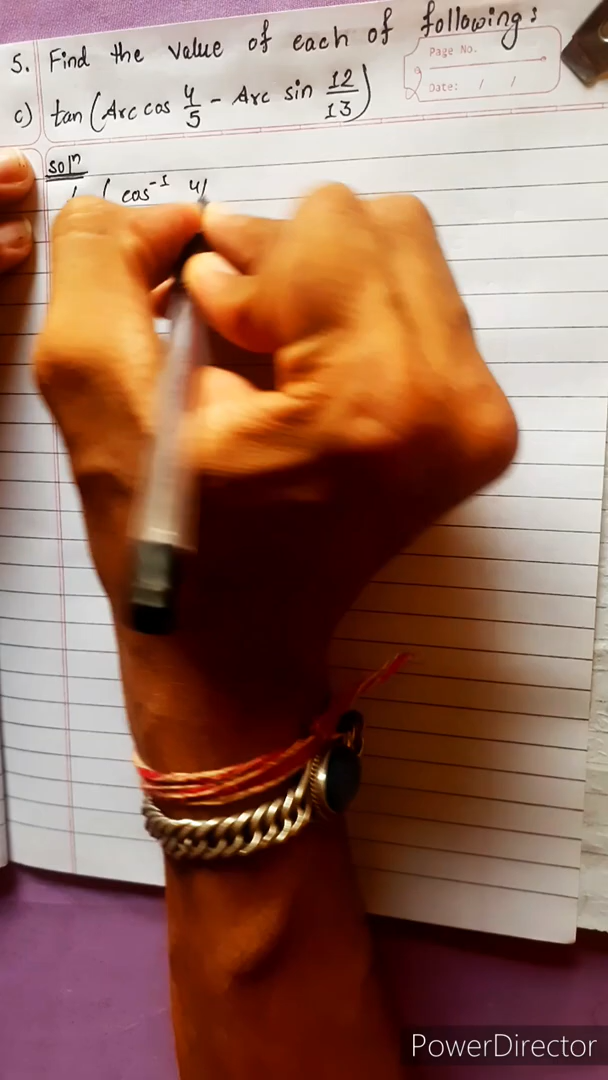 5. Find the value of each of following:
Page No.
Date: / /
c) tan (Arc cos 4/5 - Arc sin 12/13)
solⁿ
( cos⁻¹ 4/
PowerDirector